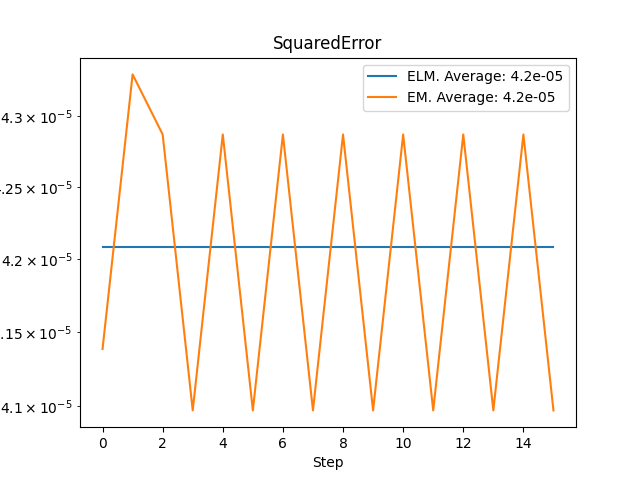 SquaredError
ELM. Average: 4.2e-05
EM. Average: 4.2e-05
4.3 × 10⁻⁵
.25 × 10⁻⁵
4.2 × 10⁻⁵
.15 × 10⁻⁵
4.1 × 10⁻⁵
0 2 4 6 8 10 12 14
Step